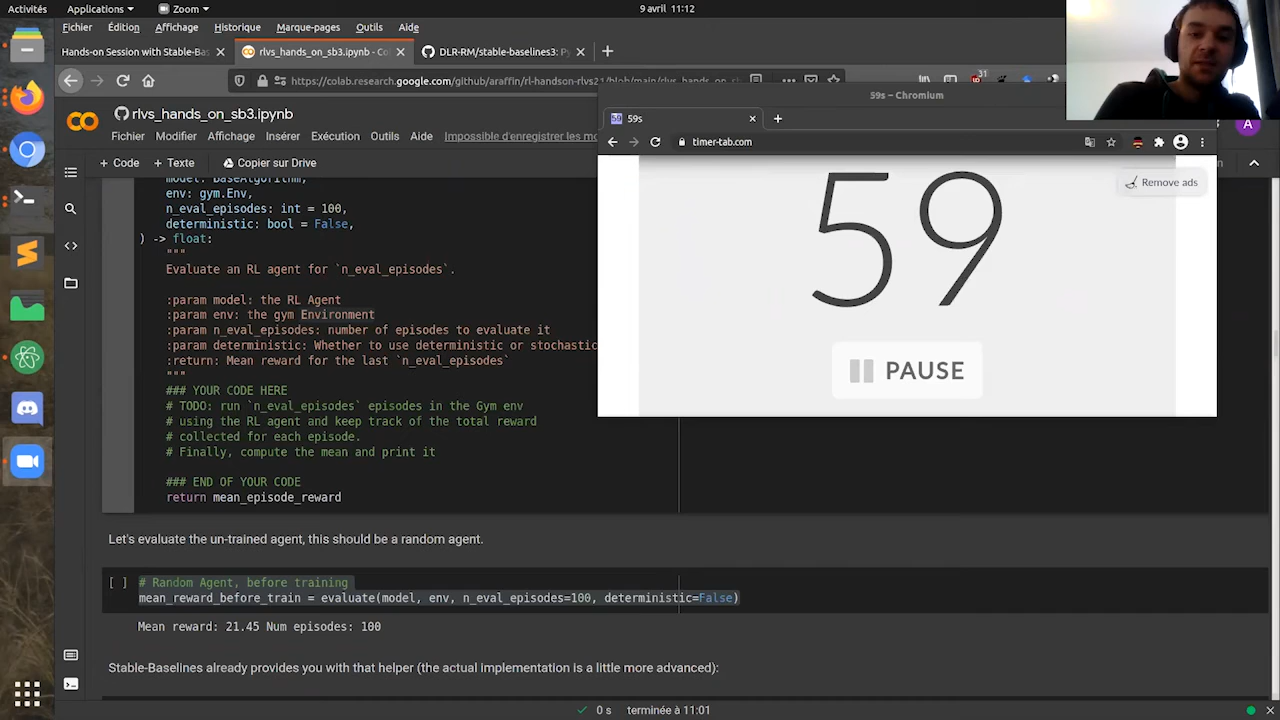 Activités
Applications
Zoom
9 avril 11:12
Fichier Édition Affichage Historique Marque-pages Outils Aide
Hands-on Session with Stable-Bas
rlvs_hands_on_sb3.ipynb - Co
DLR-RM/stable-baselines3: Py
https://colab.research.google.com/github/araffin/rl-handson-rlvs21/blob/main/rlvs_hands_on_sb3
31
59s – Chromium
59 59s
timer-tab.com
rlvs_hands_on_sb3.ipynb
A
Fichier Modifier Affichage Insérer Exécution Outils Aide Impossible d'enregistrer les mo
+ Code + Texte Copier sur Drive
59
Remove ads
PAUSE
model: BaseAlgorithm,
env: gym.Env,
n_eval_episodes: int = 100,
deterministic: bool = False,
) -> float:
"""
Evaluate an RL agent for `n_eval_episodes`.
:param model: the RL Agent
:param env: the gym Environment
:param n_eval_episodes: number of episodes to evaluate it
:param deterministic: Whether to use deterministic or stochastic
:return: Mean reward for the last `n_eval_episodes`
"""
### YOUR CODE HERE
# TODO: run `n_eval_episodes` episodes in the Gym env
# using the RL agent and keep track of the total reward
# collected for each episode.
# Finally, compute the mean and print it
### END OF YOUR CODE
return mean_episode_reward
Let's evaluate the un-trained agent, this should be a random agent.
[ ] # Random Agent, before training
mean_reward_before_train = evaluate(model, env, n_eval_episodes=100, deterministic=False)
Mean reward: 21.45 Num episodes: 100
Stable-Baselines already provides you with that helper (the actual implementation is a little more advanced):
0 s terminée à 11:01